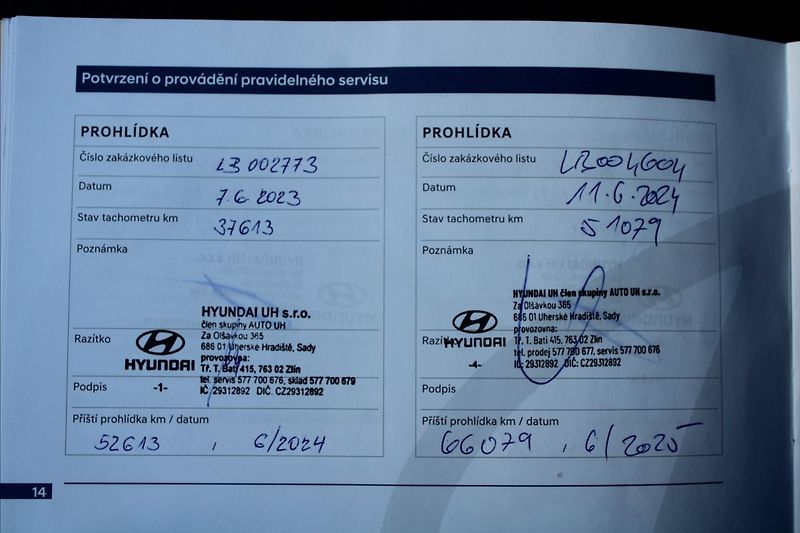 Potvrzení o provádění pravidelného servisu
PROHLÍDKA
Číslo zakázkového listu LB002773
Datum 7.6.2023
Stav tachometru km 37613
Poznámka
HYUNDAI UH s.r.o.
člen skupiny AUTO UH
Za Olšávkou 365
686 01 Uherské Hradiště, Sady
provozovna:
Tř. T. Bati 415, 763 02 Zlín
tel. servis 577 700 676, sklad 577 700 679
IČ: 29312892 DIČ: CZ29312892
Razítko
HYUNDAI
-1-
Podpis
Příští prohlídka km / datum
52613 , 6/2024
PROHLÍDKA
Číslo zakázkového listu LB004604
Datum 11.6.2024
Stav tachometru km 51079
Poznámka
HYUNDAI UH člen skupiny AUTO UH s.r.o.
Za Olšávkou 365
686 01 Uherské Hradiště, Sady
provozovna:
Tř. T. Bati 415, 763 02 Zlín
tel. prodej 577 700 677, servis 577 700 676
IČ: 29312892 DIČ: CZ29312892
Razítko
HYUNDAI
-4-
Podpis
Příští prohlídka km / datum
66079 , 6/2025
14